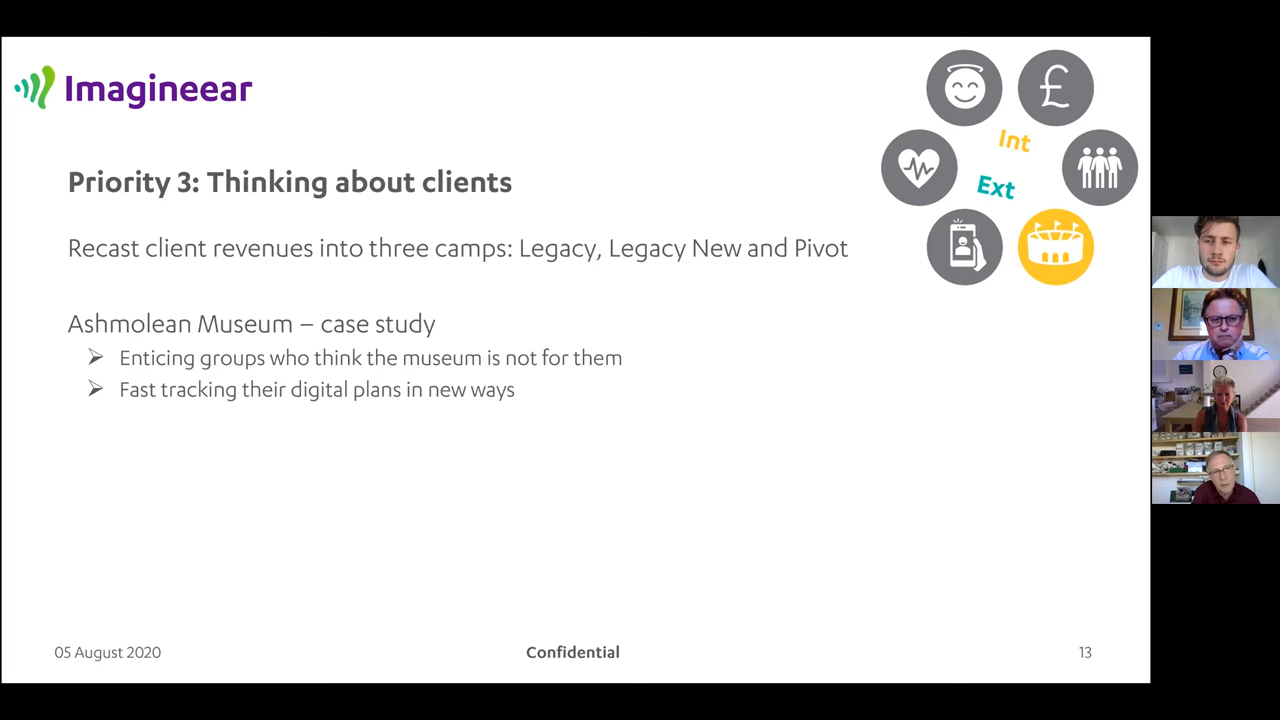 Imagineear
£
Int
Ext
Priority 3: Thinking about clients
Recast client revenues into three camps: Legacy, Legacy New and Pivot
Ashmolean Museum – case study
➢ Enticing groups who think the museum is not for them
➢ Fast tracking their digital plans in new ways
05 August 2020
Confidential
13